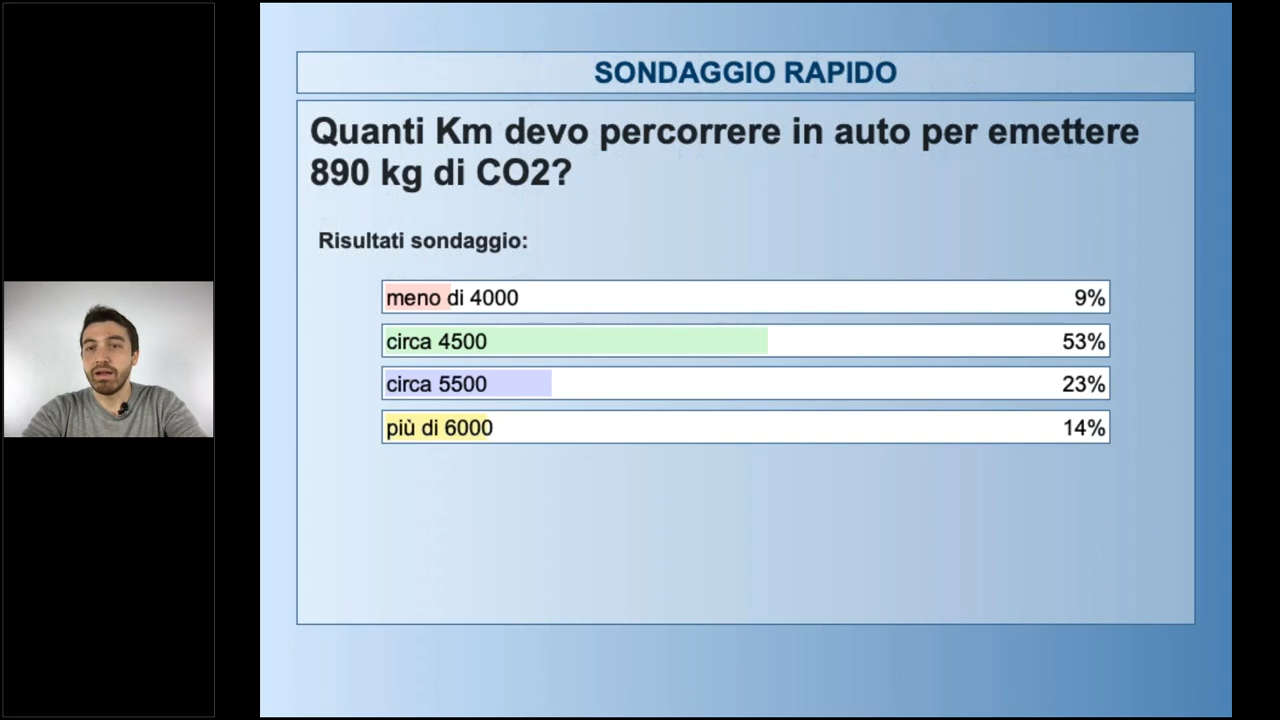 SONDAGGIO RAPIDO
Quanti Km devo percorrere in auto per emettere
890 kg di CO2?
Risultati sondaggio:
meno di 4000 9%
circa 4500 53%
circa 5500 23%
più di 6000 14%